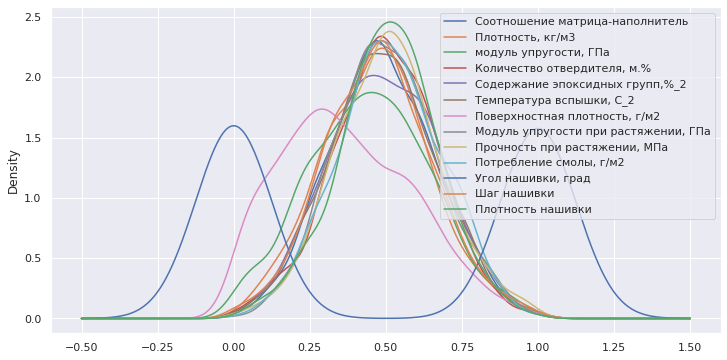 Density
2.5
2.0
1.5
1.0
0.5
0.0
−0.50
−0.25
0.00
0.25
0.50
0.75
1.00
1.25
1.50
Соотношение матрица-наполнитель
Плотность, кг/м3
модуль упругости, ГПа
Количество отвердителя, м.%
Содержание эпоксидных групп,%_2
Температура вспышки, С_2
Поверхностная плотность, г/м2
Модуль упругости при растяжении, ГПа
Прочность при растяжении, МПа
Потребление смолы, г/м2
Угол нашивки, град
Шаг нашивки
Плотность нашивки